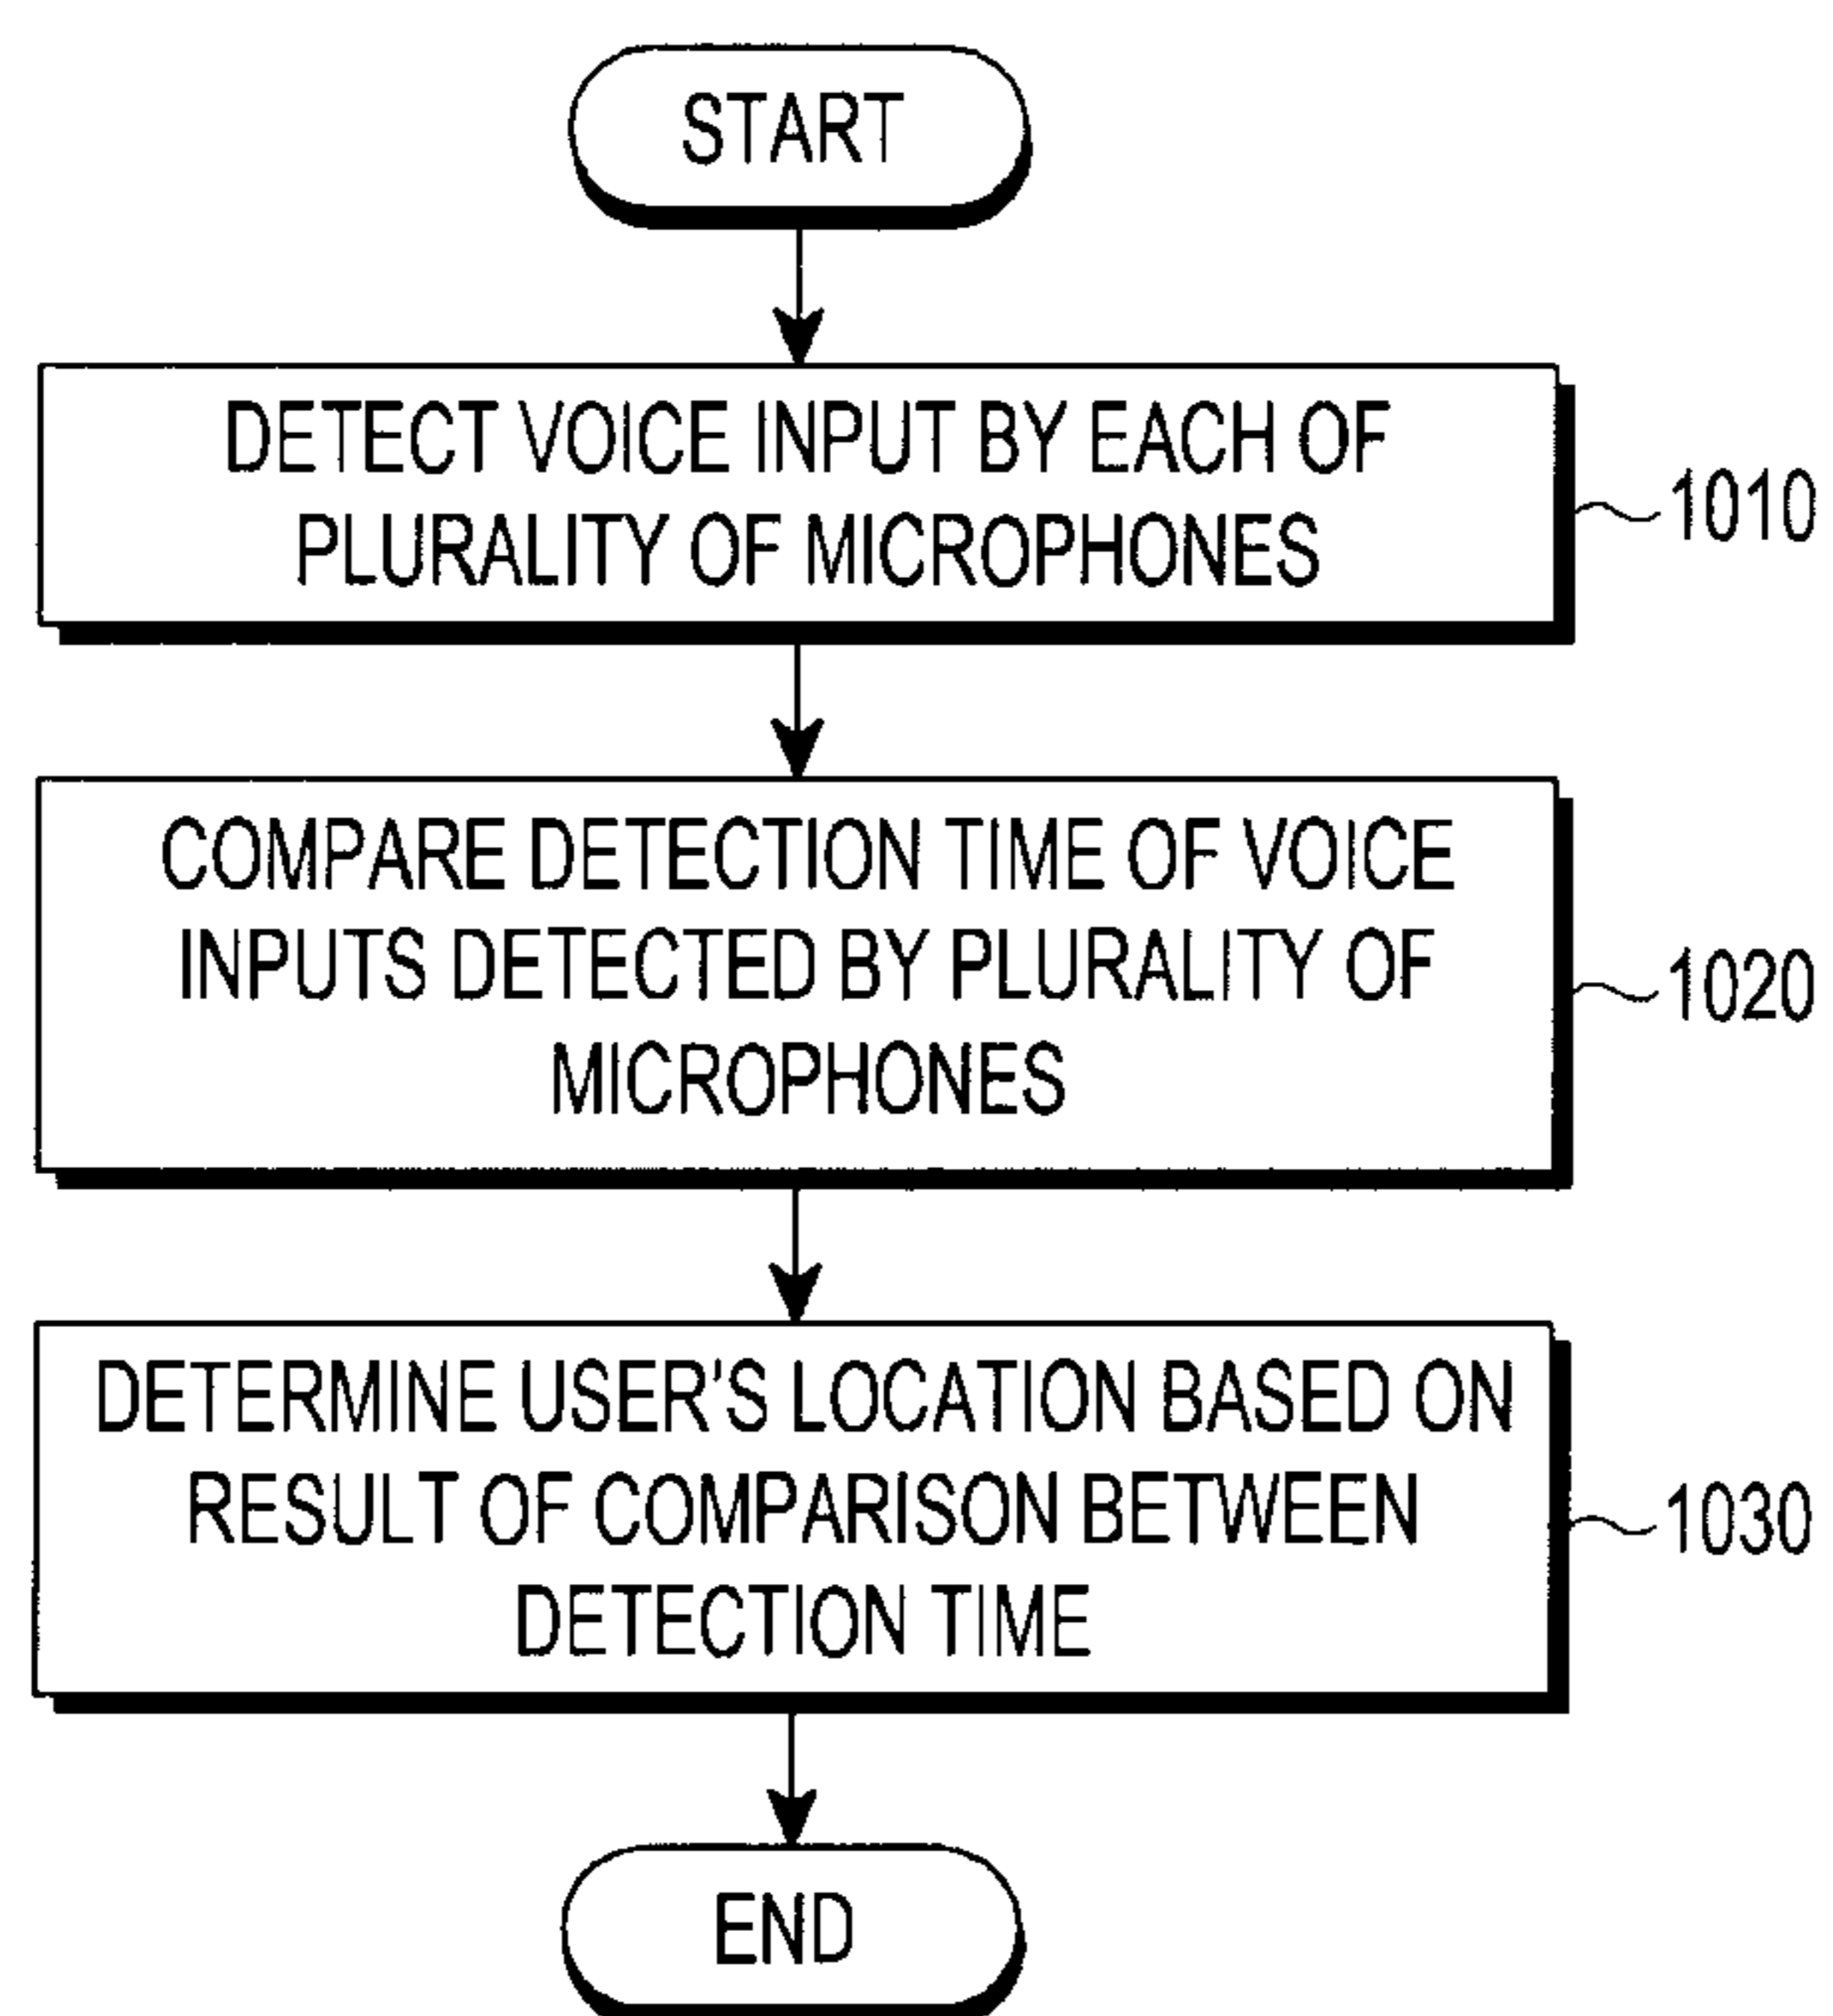 START
DETECT VOICE INPUT BY EACH OF
PLURALITY OF MICROPHONES
1010
COMPARE DETECTION TIME OF VOICE
INPUTS DETECTED BY PLURALITY OF
MICROPHONES
1020
DETERMINE USER'S LOCATION BASED ON
RESULT OF COMPARISON BETWEEN
DETECTION TIME
1030
END